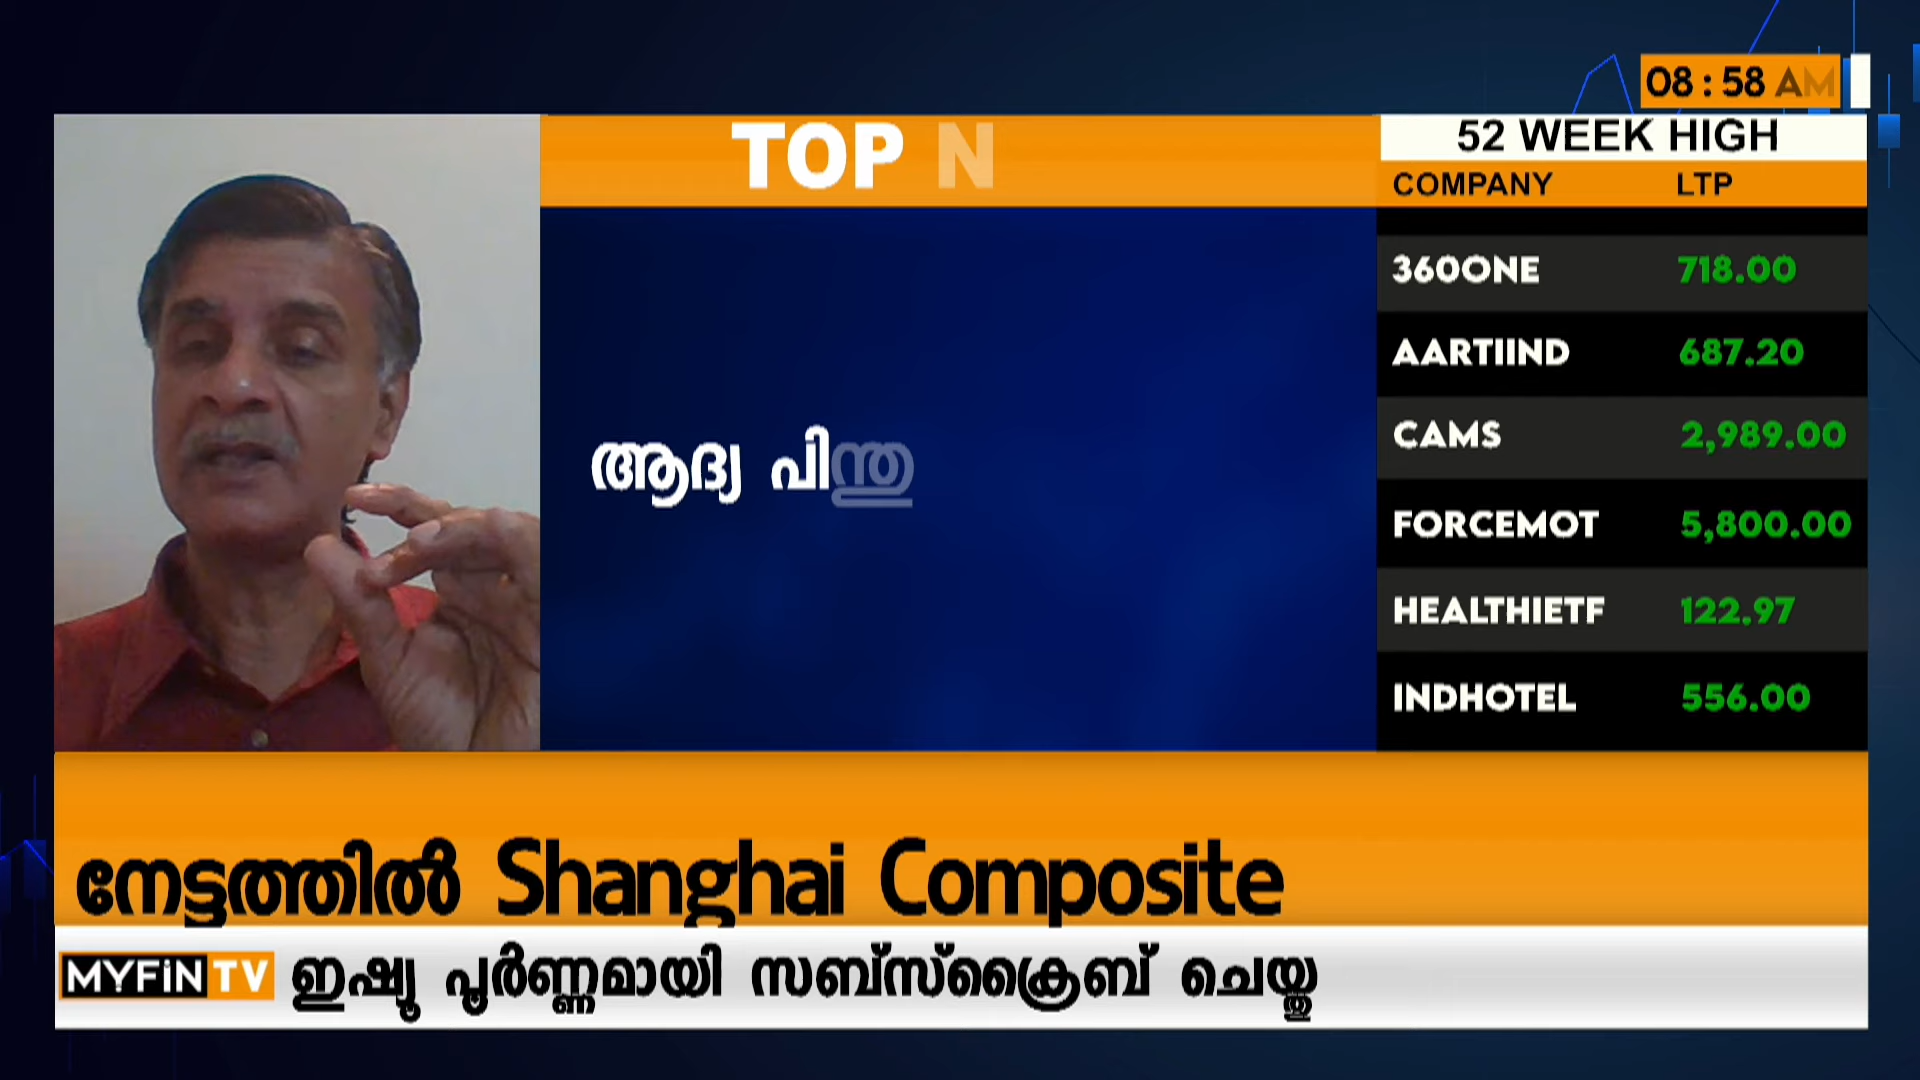 08 : 58 AM
TOP N
52 WEEK HIGH
COMPANY LTP
360ONE 718.00
AARTIIND 687.20
CAMS 2,989.00
FORCEMOT 5,800.00
HEALTHIETF 122.97
INDHOTEL 556.00
ആദ്യ പിന്തു
നേട്ടത്തിൽ Shanghai Composite
MYFiN TV ഇഷ്യൂ പൂർണ്ണമായി സബ്സ്ക്രൈബ് ചെയ്തു